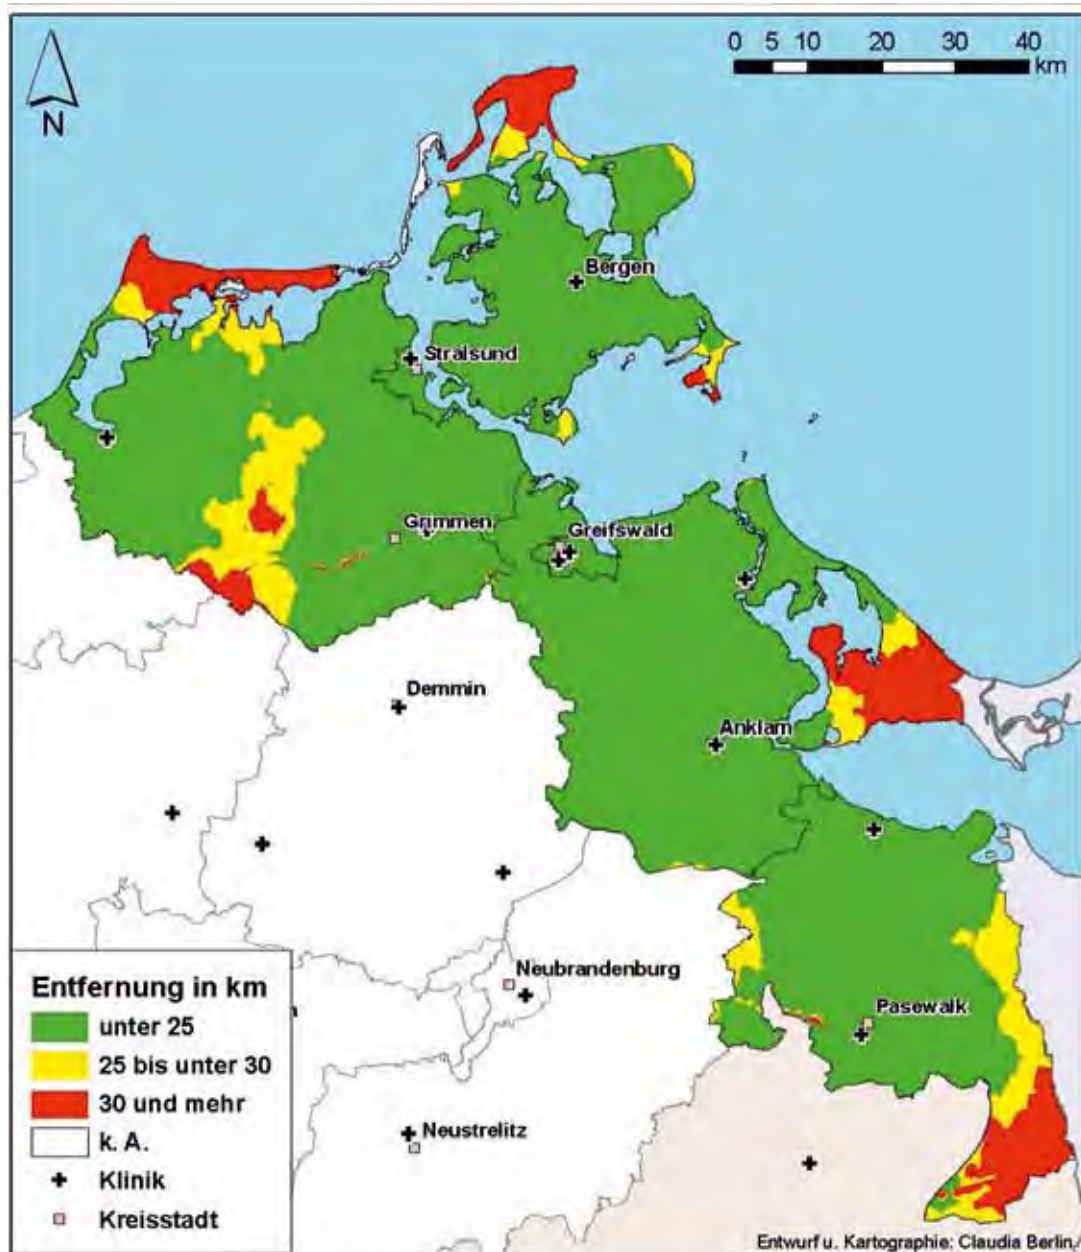 0 5 10 20 30 40
km
N
Bergen
Stralsund
Grimmen
Greifswald
Demmin
Anklam
Neubrandenburg
Pasewalk
Neustrelitz
Entfernung in km
unter 25
25 bis unter 30
30 und mehr
k. A.
Klinik
Kreisstadt
Entwurf u. Kartographie: Claudia Berlin